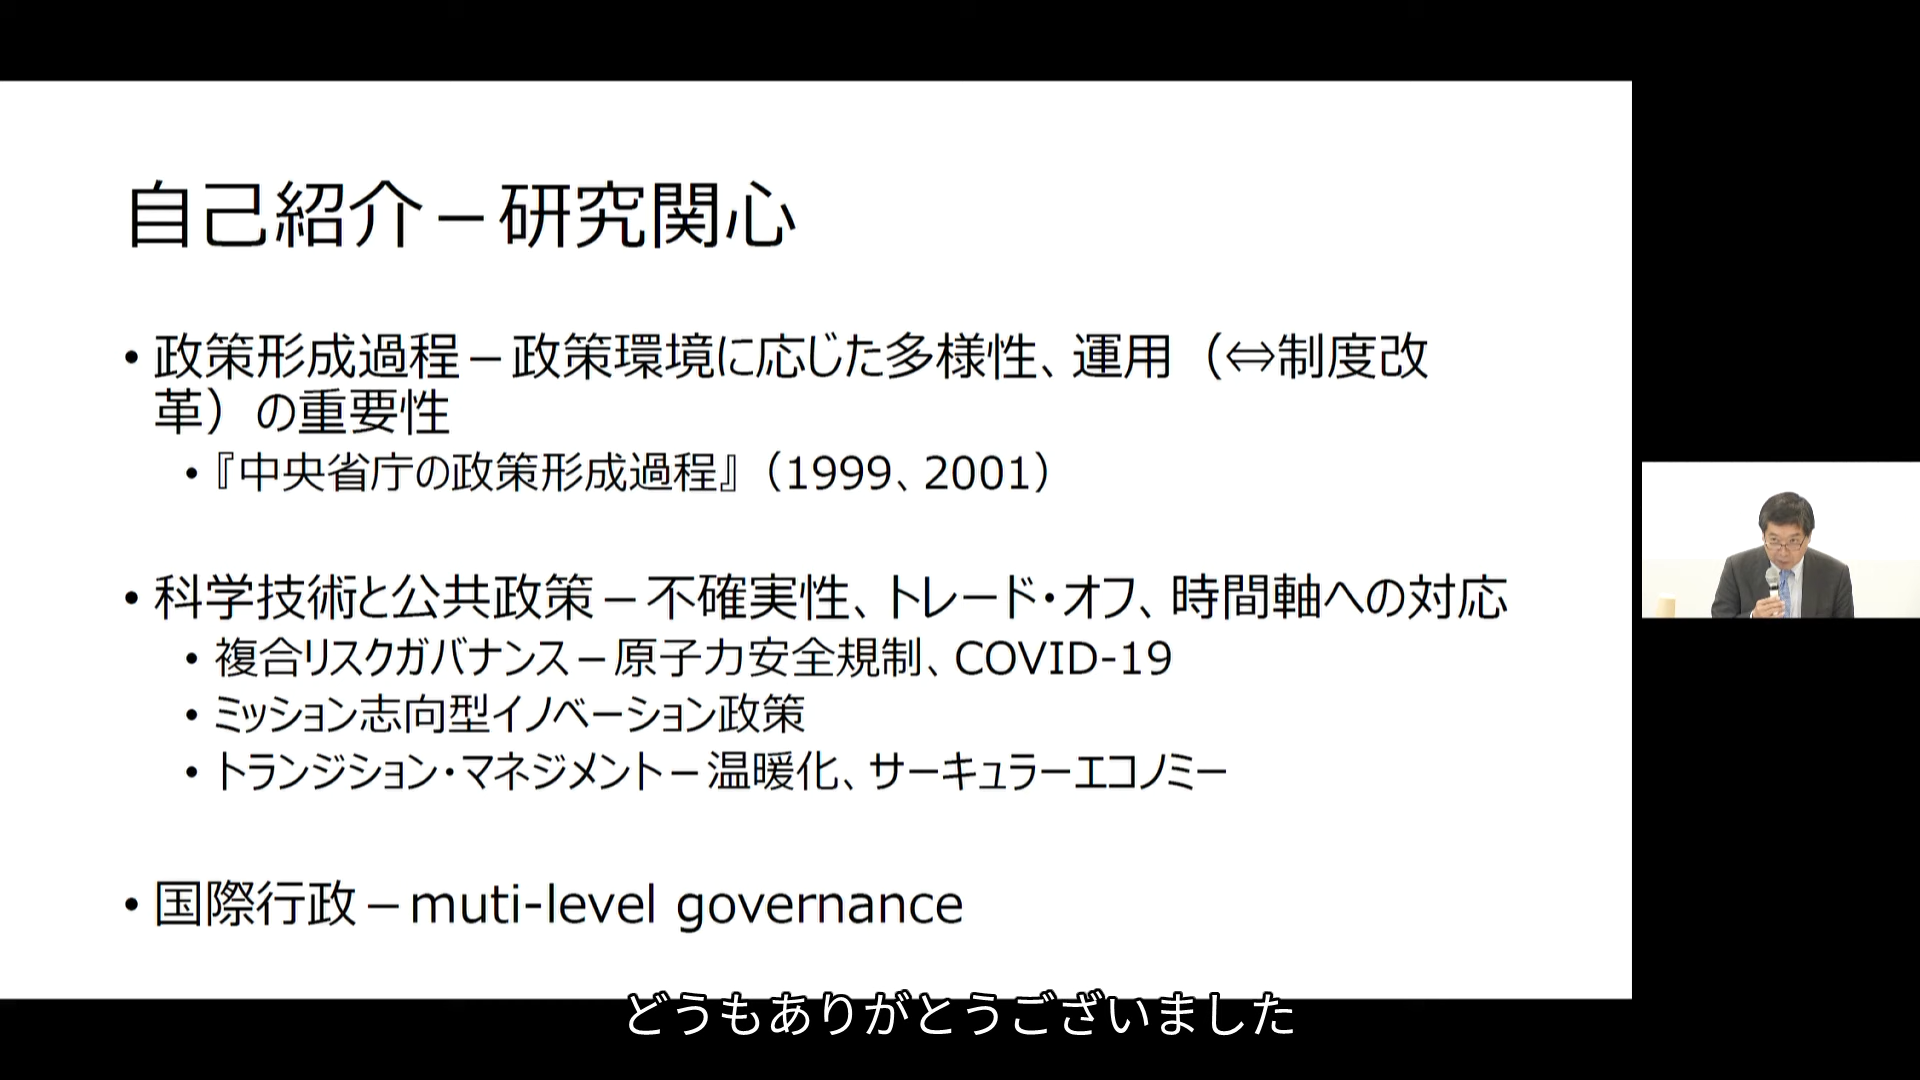 自己紹介－研究関心
• 政策形成過程－政策環境に応じた多様性、運用（⇔制度改
革）の重要性
• 『中央省庁の政策形成過程』（1999、2001）
• 科学技術と公共政策－不確実性、トレード・オフ、時間軸への対応
• 複合リスクガバナンス－原子力安全規制、COVID-19
• ミッション志向型イノベーション政策
• トランジション・マネジメント－温暖化、サーキュラーエコノミー
• 国際行政－muti-level governance
どうもありがとうございました